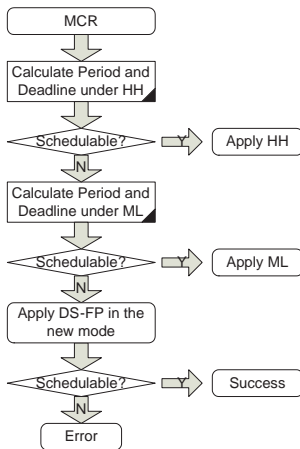 MCR
Calculate Period and
Deadline under HH
Schedulable?
Y
Apply HH
N
Calculate Period and
Deadline under ML
Schedulable?
Y
Apply ML
N
Apply DS-FP in the
new mode
Schedulable?
Y
Success
N
Error